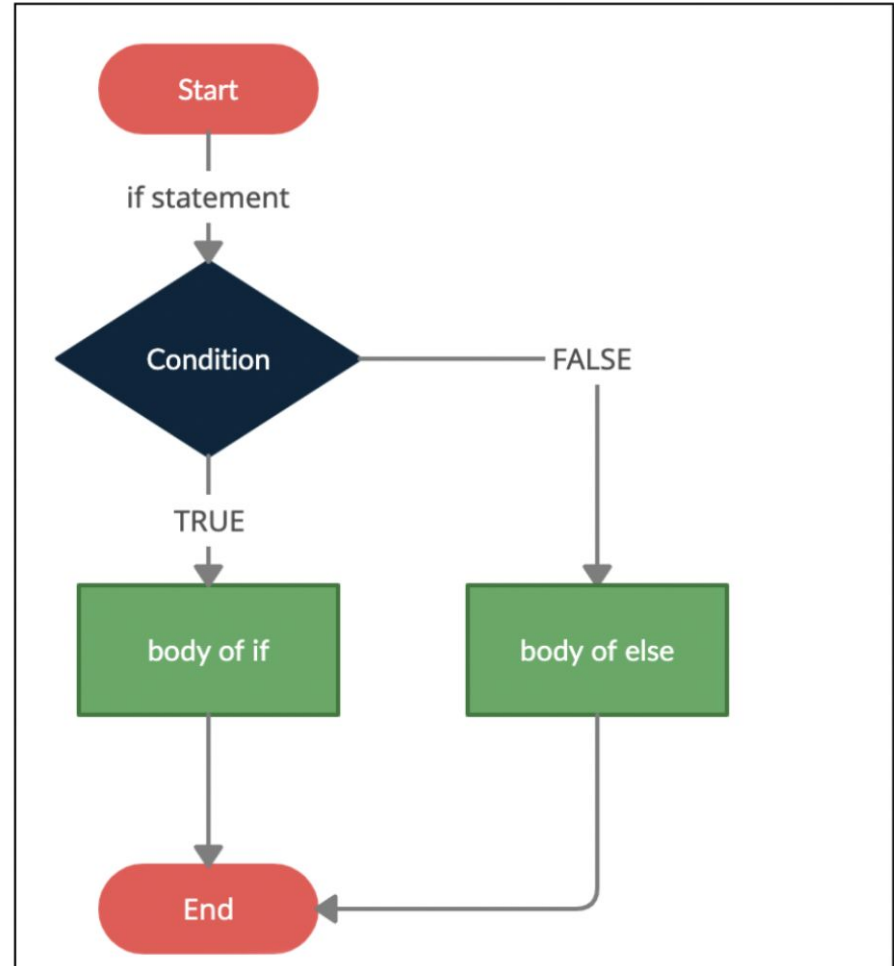 Start
if statement
Condition
FALSE
TRUE
body of if
body of else
End